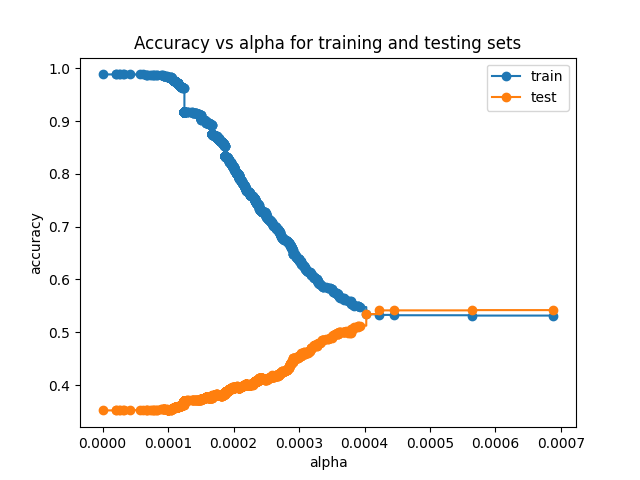 Accuracy vs alpha for training and testing sets
train
test
accuracy
1.0
0.9
0.8
0.7
0.6
0.5
0.4
0.0000 0.0001 0.0002 0.0003 0.0004 0.0005 0.0006 0.0007
alpha